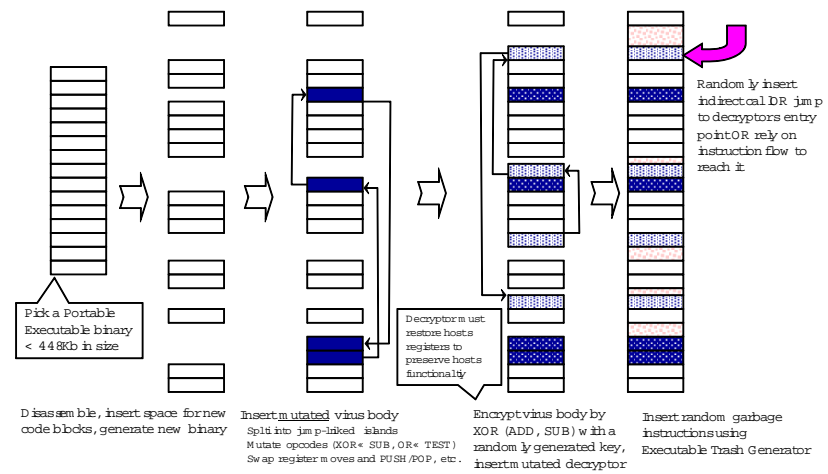 Pick a Portable
Executable binary
< 448Kb in size
Disassemble, insert space for new
code blocks, generate new binary
Insert mutated virus body
Split into jump-linked islands
Mutate opcodes (XOR« SUB, OR« TEST)
Swap register moves and PUSH/POP, etc.
Decryptor must
restore hosts
registers to
preserve hosts
functionality
Encrypt virus body by
XOR (ADD, SUB) with a
randomly generated key,
insert mutated decryptor
Randomly insert
indirect call OR jump
to decryptors entry
point OR rely on
instruction flow to
reach it
Insert random garbage
instructions using
Executable Trash Generator